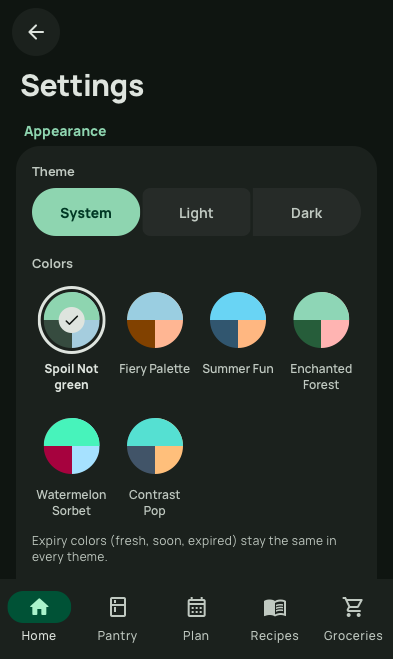 Settings
Appearance
Theme
System Light Dark
Colors
Spoil Not green
Fiery Palette
Summer Fun
Enchanted Forest
Watermelon Sorbet
Contrast Pop
Expiry colors (fresh, soon, expired) stay the same in
every theme.
Home Pantry Plan Recipes Groceries